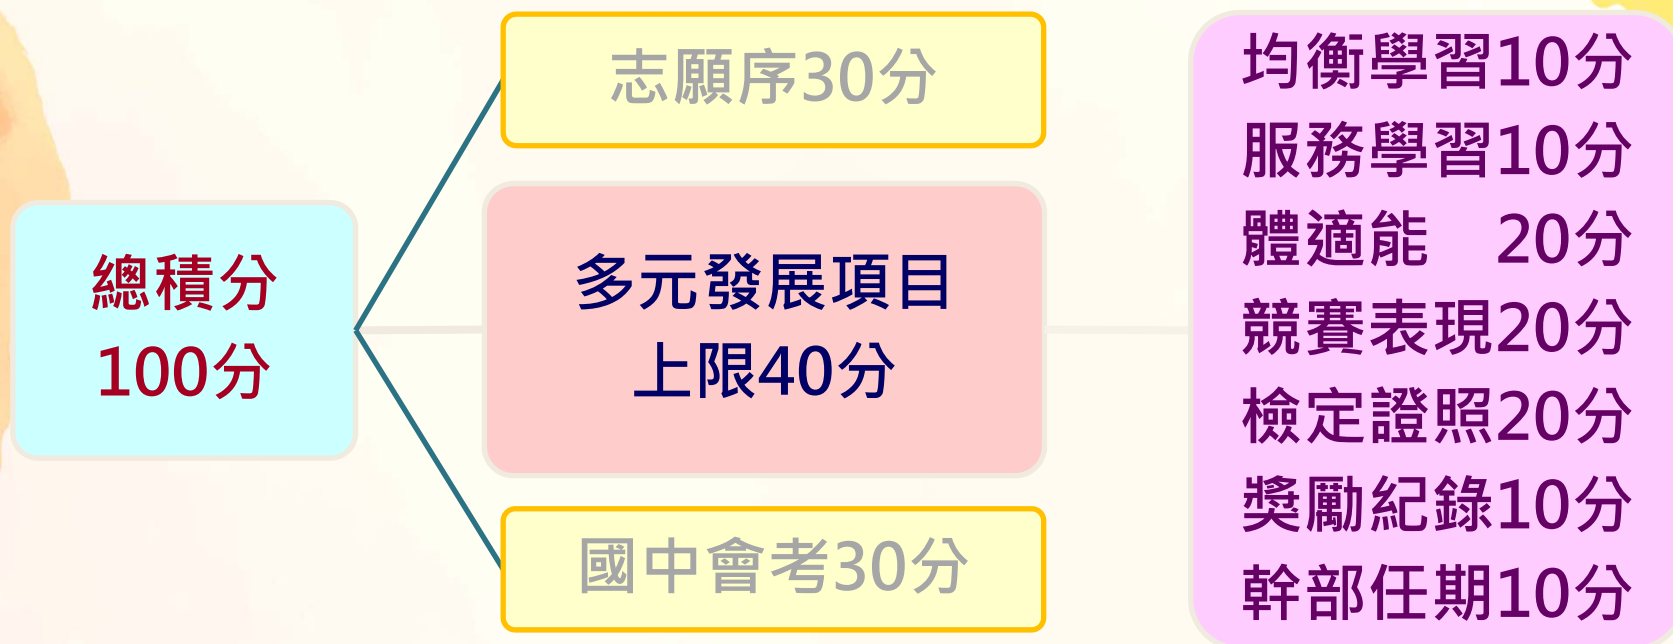 總積分
100分
志願序30分
多元發展項目
上限40分
國中會考30分
均衡學習10分
服務學習10分
體適能　20分
競賽表現20分
檢定證照20分
獎勵紀錄10分
幹部任期10分